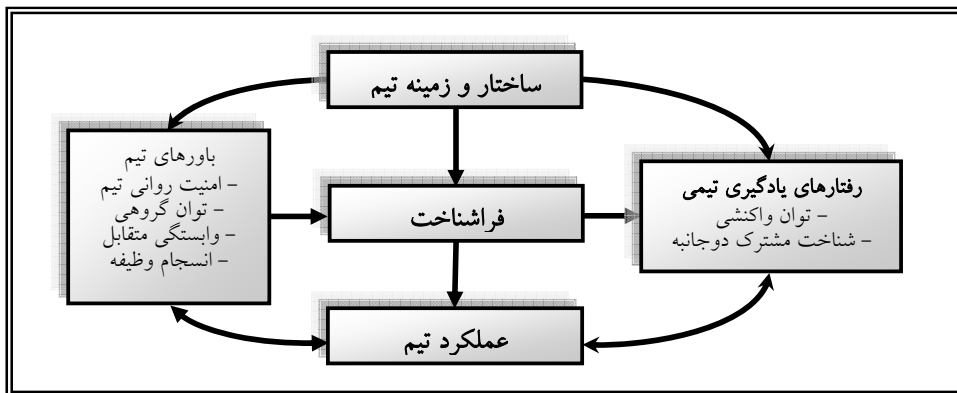 ساختار و زمینه تیم
باورهای تیم
– امنیت روانی تیم
– توان گروهی
– وابستگی متقابل
– انسجام وظیفه
فراشناخت
رفتارهای یادگیری تیمی
– توان واکنشی
– شناخت مشترک دوجانبه
عملکرد تیم